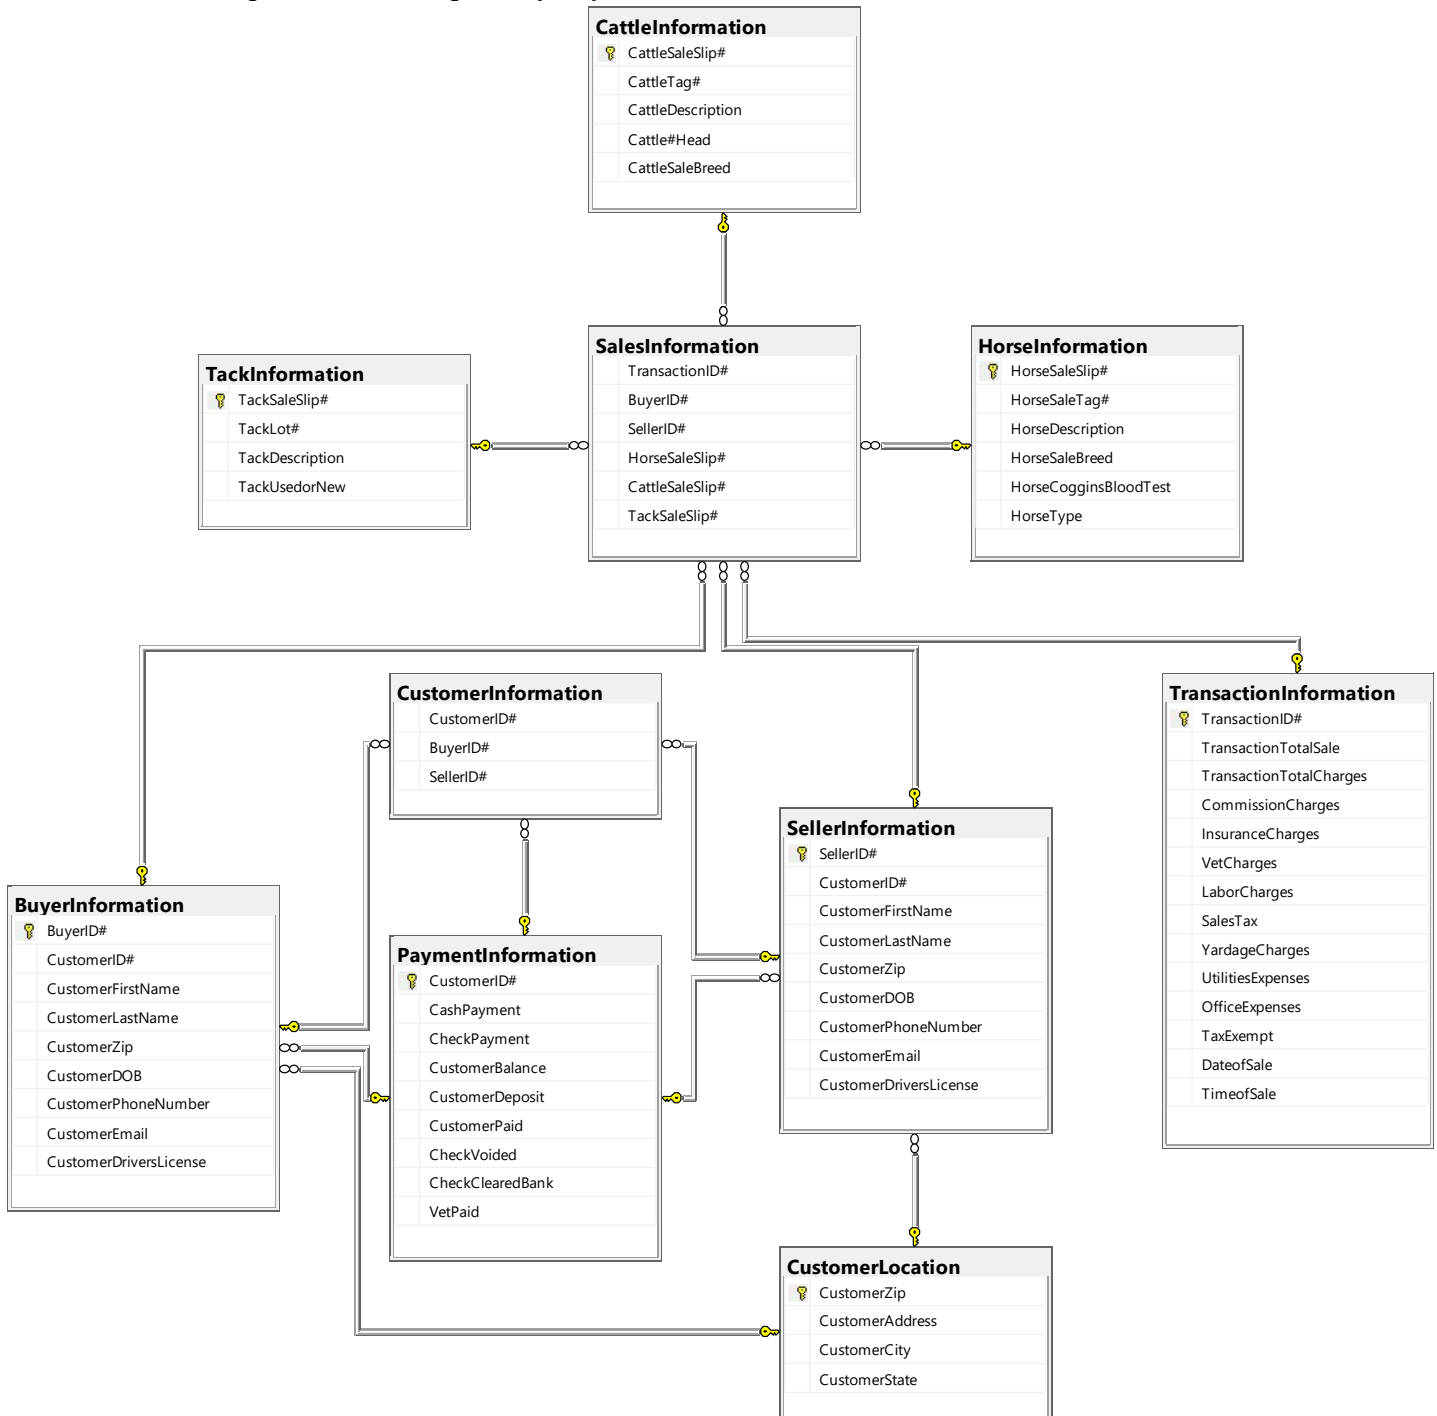 CattleInformation
CattleSaleSlip#
CattleTag#
CattleDescription
Cattle#Head
CattleSaleBreed
SalesInformation
TransactionID#
BuyerID#
SellerID#
HorseSaleSlip#
CattleSaleSlip#
TackSaleSlip#
HorseInformation
HorseSaleSlip#
HorseSaleTag#
HorseDescription
HorseSaleBreed
HorseCogginsBloodTest
HorseType
TackInformation
TackSaleSlip#
TackLot#
TackDescription
TackUsedorNew
CustomerInformation
CustomerID#
BuyerID#
SellerID#
TransactionInformation
TransactionID#
TransactionTotalSale
TransactionTotalCharges
CommissionCharges
InsuranceCharges
VetCharges
LaborCharges
SalesTax
YardageCharges
UtilitiesExpenses
OfficeExpenses
TaxExempt
DateofSale
TimeofSale
SellerInformation
SellerID#
CustomerID#
CustomerFirstName
CustomerLastName
CustomerZip
CustomerDOB
CustomerPhoneNumber
CustomerEmail
CustomerDriversLicense
BuyerInformation
BuyerID#
CustomerID#
CustomerFirstName
CustomerLastName
CustomerZip
CustomerDOB
CustomerPhoneNumber
CustomerEmail
CustomerDriversLicense
PaymentInformation
CustomerID#
CashPayment
CheckPayment
CustomerBalance
CustomerDeposit
CustomerPaid
CheckVoided
CheckClearedBank
VetPaid
CustomerLocation
CustomerZip
CustomerAddress
CustomerCity
CustomerState